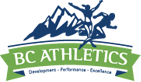 BC ATHLETICS
Development - Performance - Excellence